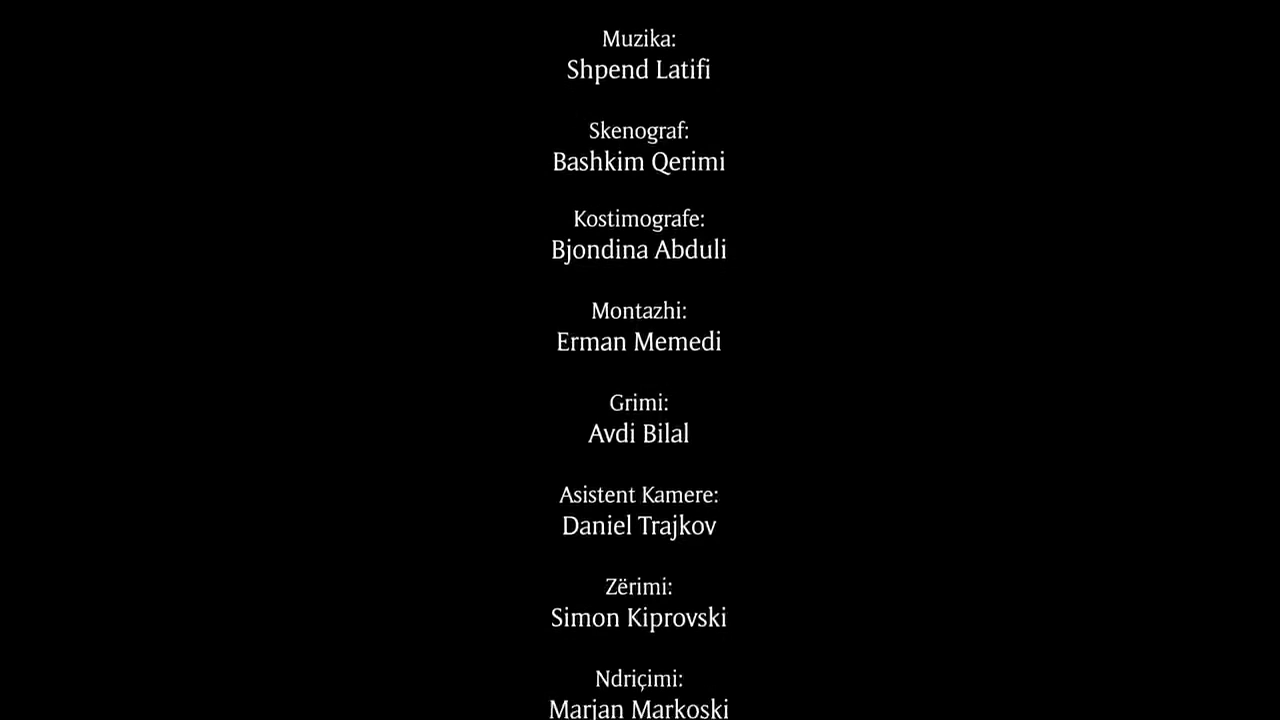 Muzika:
Shpend Latifi
Skenograf:
Bashkim Qerimi
Kostimografe:
Bjondina Abduli
Montazhi:
Erman Memedi
Grimi:
Avdi Bilal
Asistent Kamere:
Daniel Trajkov
Zërimi:
Simon Kiprovski
Ndriçimi:
Marjan Markoski